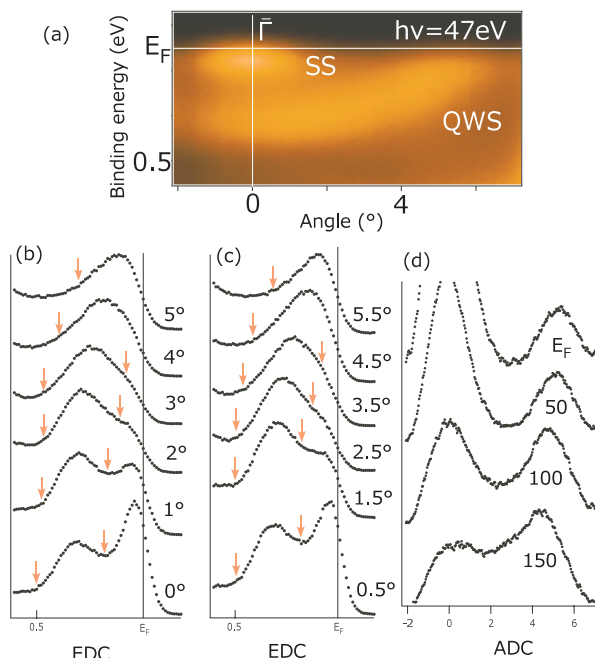 (a)
Γ̄
hν=47eV
Binding energy (eV)
E_F
SS
QWS
0.5
0
4
Angle (°)
(b)
5°
4°
3°
2°
1°
0°
0.5
E_F
EDC
(c)
5.5°
4.5°
3.5°
2.5°
1.5°
0.5°
0.5
E_F
EDC
(d)
E_F
50
100
150
-2
0
2
4
6
ADC